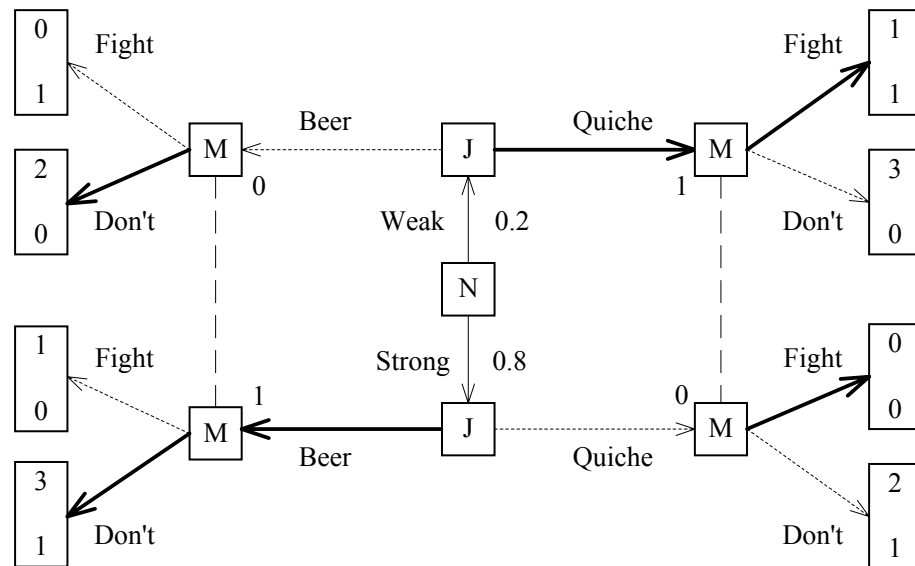 0 Fight 1
1
Beer Quiche Fight
M J M 1
2 0 1 3
Don't Weak 0.2 Don't
0 0
N
1 Fight Strong 0.8 Fight 0
0 1 0 0
M J M
Beer Quiche
3 2
Don't Don't
1 1